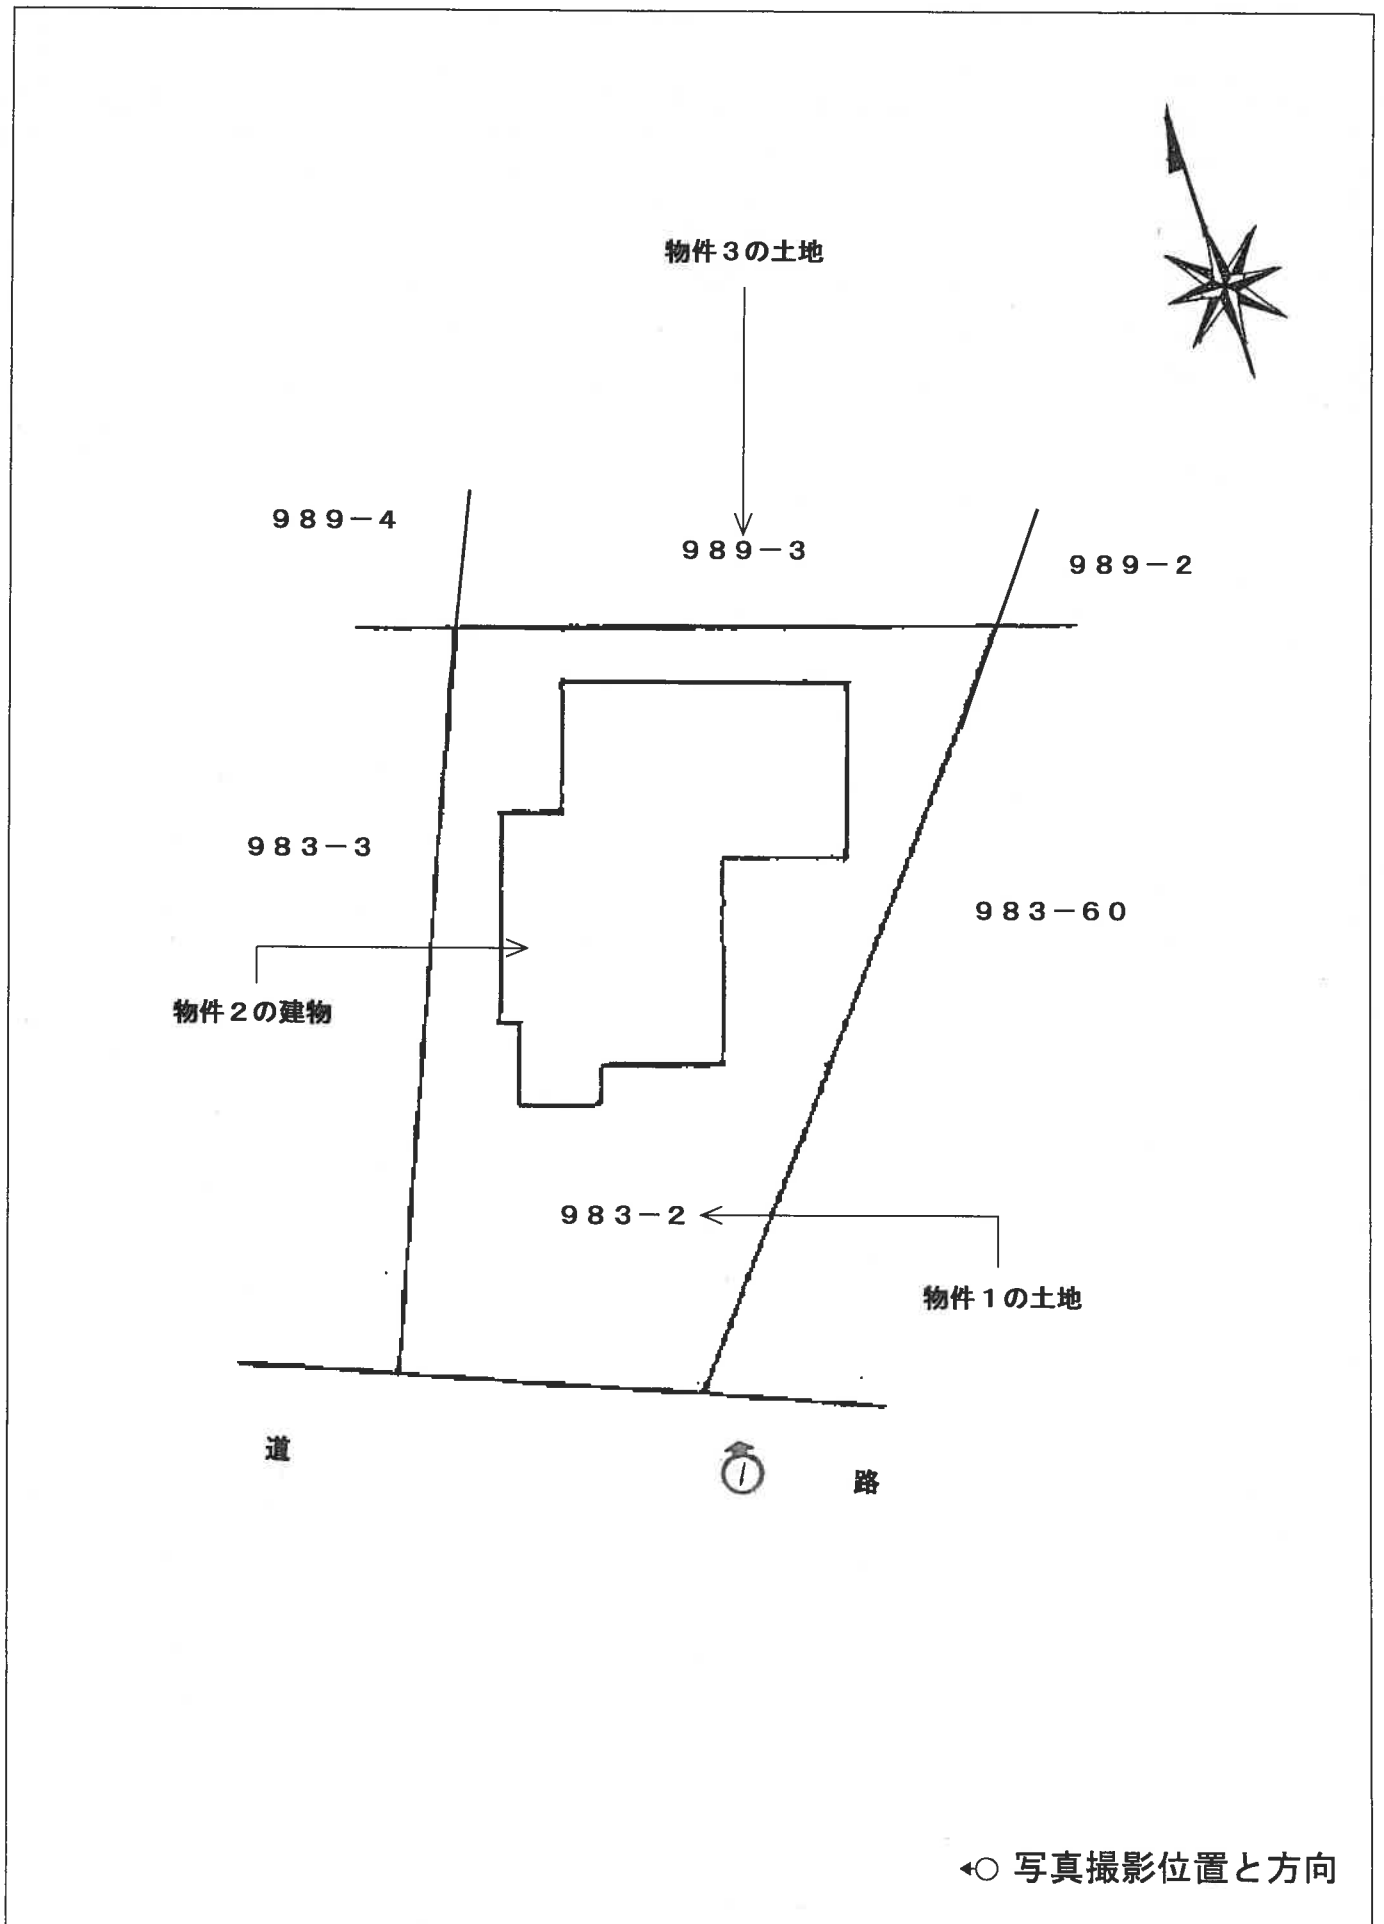 物件３の土地
９８９－４
９８９－３
９８９－２
９８３－３
９８３－６０
物件２の建物
９８３－２
物件１の土地
道
路
1
写真撮影位置と方向